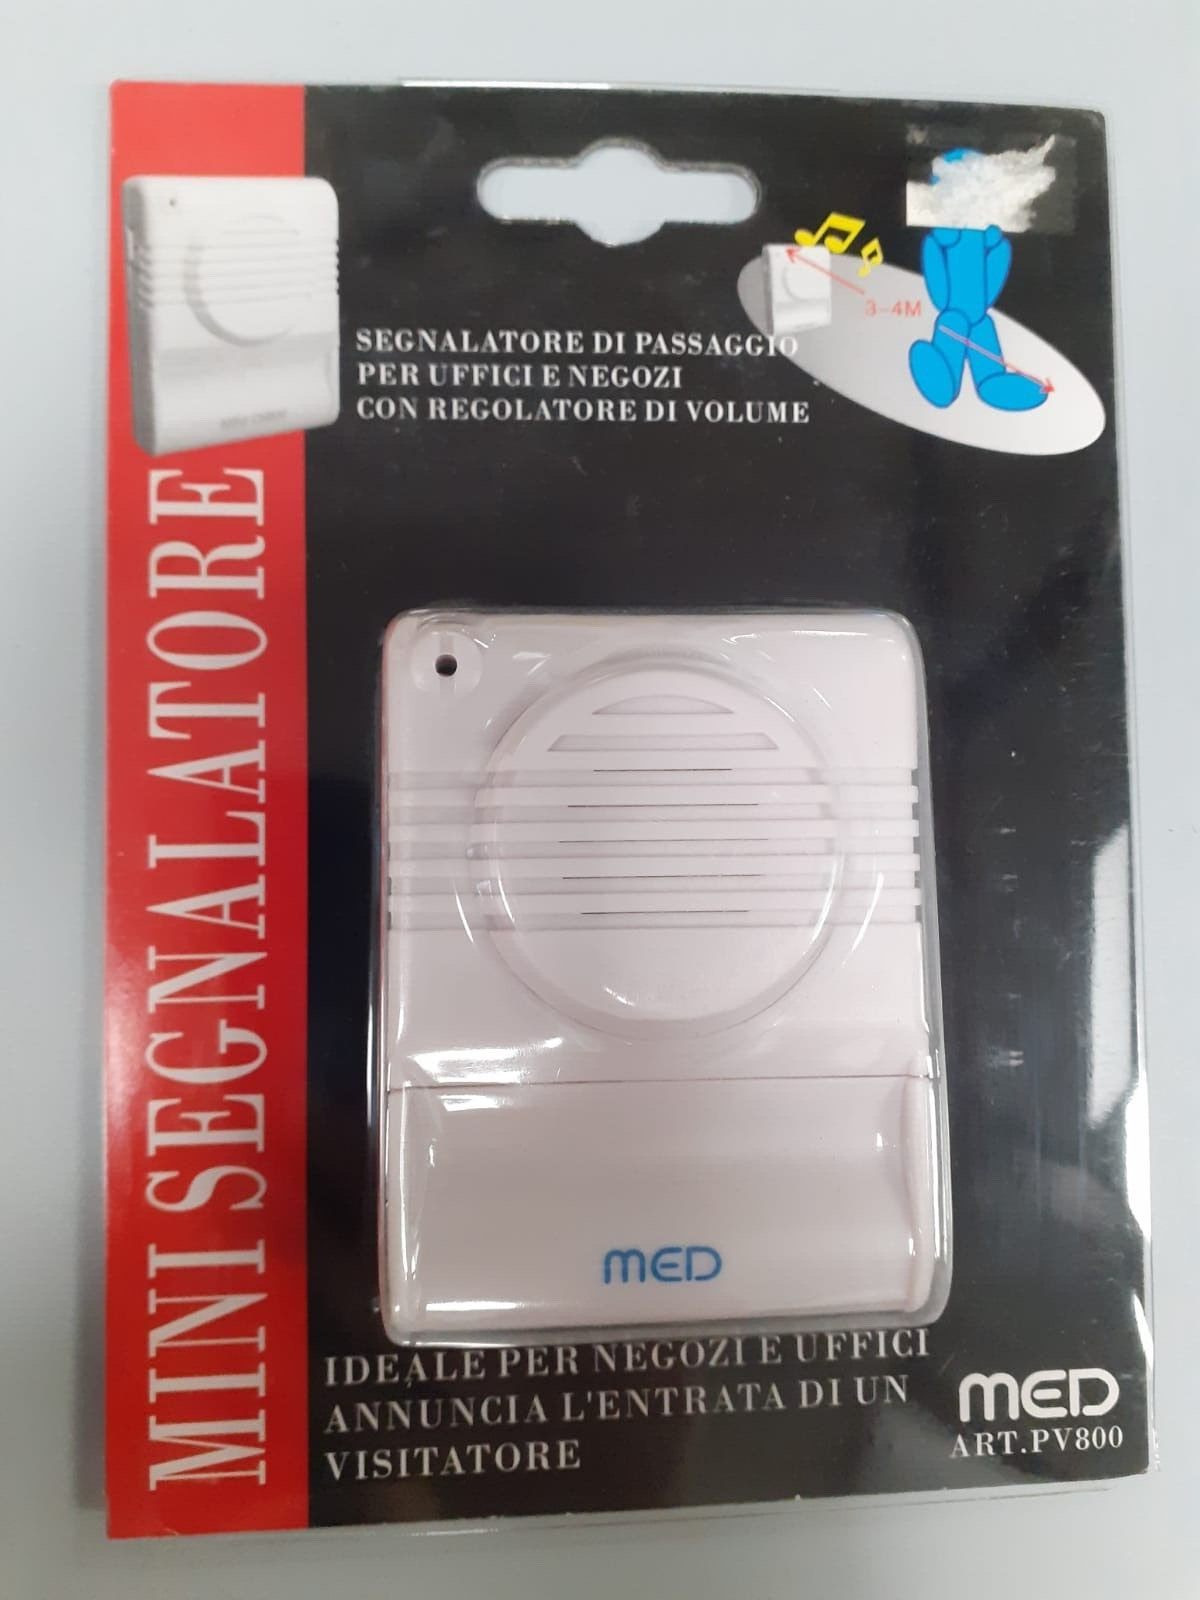 SEGNALATORE DI PASSAGGIO
PER UFFICI E NEGOZI
CON REGOLATORE DI VOLUME
3-4M
MINI SEGNALATORE
MED
IDEALE PER NEGOZI E UFFICI
ANNUNCIA L'ENTRATA DI UN
VISITATORE
MED
ART.PV800